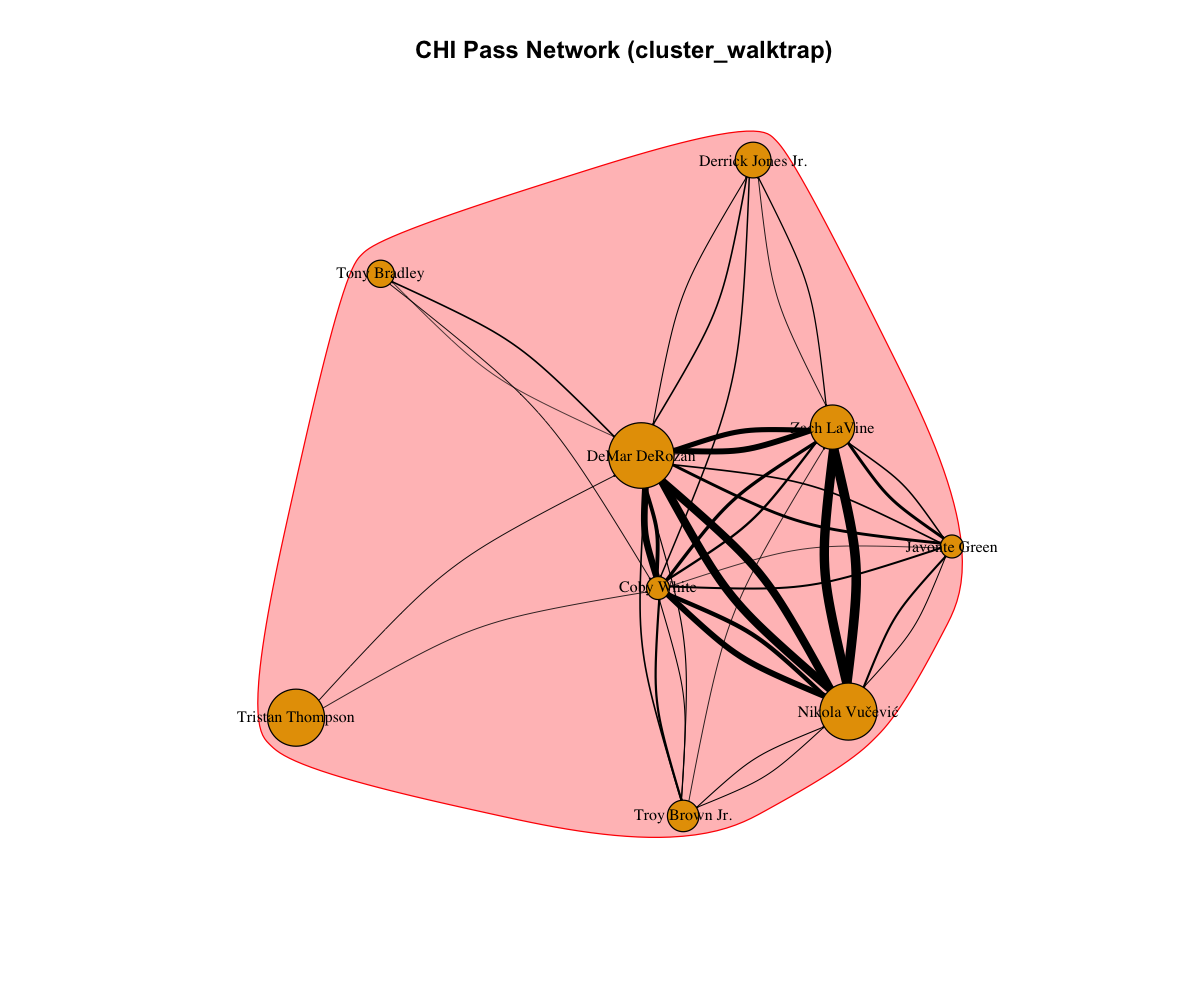 CHI Pass Network (cluster_walktrap)
Derrick Jones Jr.
Tony Bradley
Zach LaVine
DeMar DeRozan
Javonte Green
Coby White
Nikola Vučević
Tristan Thompson
Troy Brown Jr.